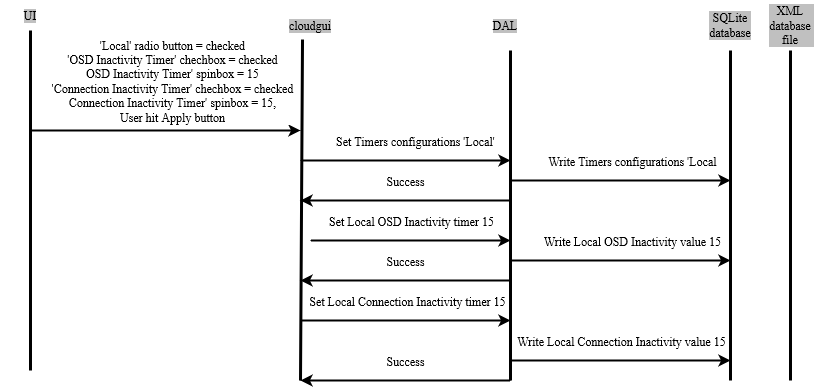 UI
cloudgui
DAL
SQLite
database
XML
database
file
'Local' radio button = checked
'OSD Inactivity Timer' chechbox = checked
OSD Inactivity Timer' spinbox = 15
'Connection Inactivity Timer' chechbox = checked
Connection Inactivity Timer' spinbox = 15,
User hit Apply button
Set Timers configurations 'Local'
Write Timers configurations 'Local
Success
Set Local OSD Inactivity timer 15
Write Local OSD Inactivity value 15
Success
Set Local Connection Inactivity timer 15
Write Local Connection Inactivity value 15
Success